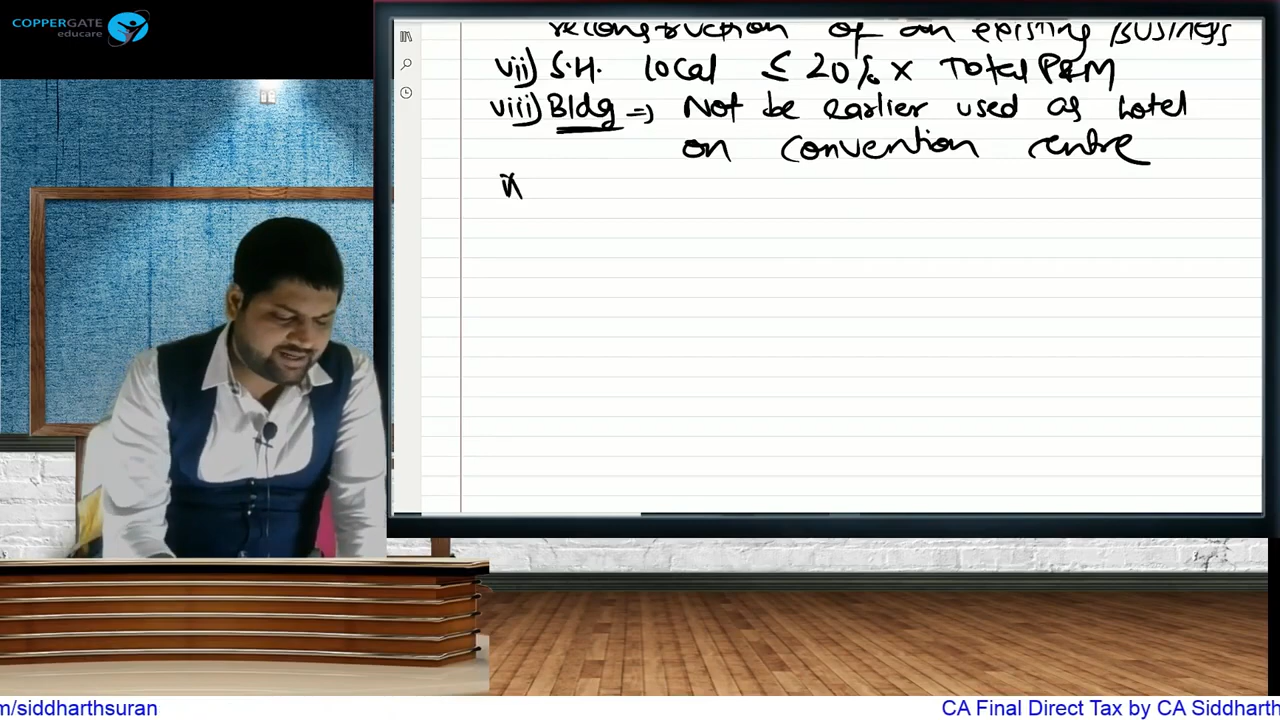 COPPERGATE
educare
reconstruction of an existing Business
vii) S.H. local ≤ 20% x Total P&M
viii) Bldg => Not be earlier used as hotel
on convention centre
ix
m/siddharthsuran
CA Final Direct Tax by CA Siddharth